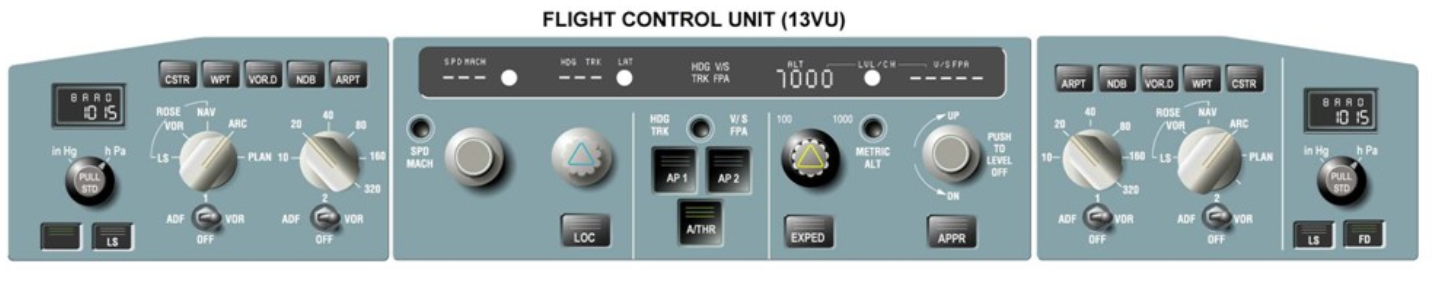 FLIGHT CONTROL UNIT (13VU)
BARO
1015
in Hg
h Pa
PULL
STD
LS
CSTR
WPT
VOR.D
NDB
ARPT
ROSE
NAV
VOR
ARC
LS
PLAN
10
20
40
80
160
320
1
ADF
VOR
OFF
2
ADF
VOR
OFF
SPD MACH
---
HDG TRK
---
LAT
HDG V/S
TRK FPA
ALT
7000
LVL/CH
V/S FPA
-----
SPD
MACH
LOC
HDG
TRK
V/S
FPA
AP 1
AP 2
A/THR
100
1000
METRIC
ALT
EXPED
UP
DN
PUSH
TO
LEVEL
OFF
APPR
ARPT
NDB
VOR.D
WPT
CSTR
10
20
40
80
160
320
ROSE
NAV
VOR
ARC
LS
PLAN
1
ADF
VOR
OFF
2
ADF
VOR
OFF
BARO
1015
in Hg
h Pa
PULL
STD
LS
FD